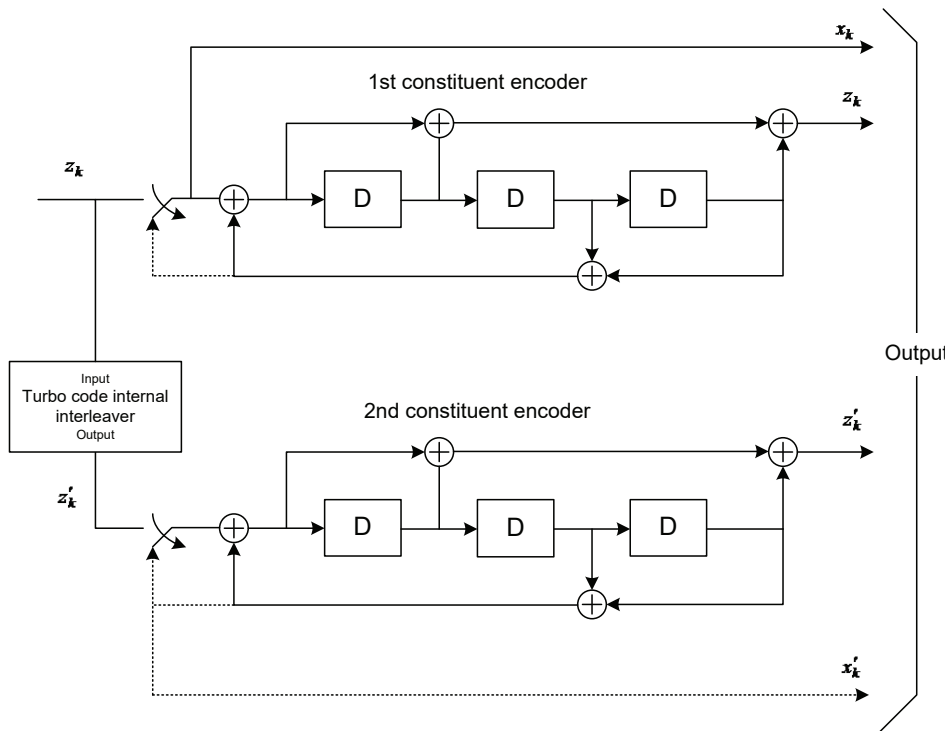 x_k
1st constituent encoder
z_k
z_k
D
D
D
Output
Input
Turbo code internal
interleaver
Output
2nd constituent encoder
z'_k
z'_k
D
D
D
x'_k